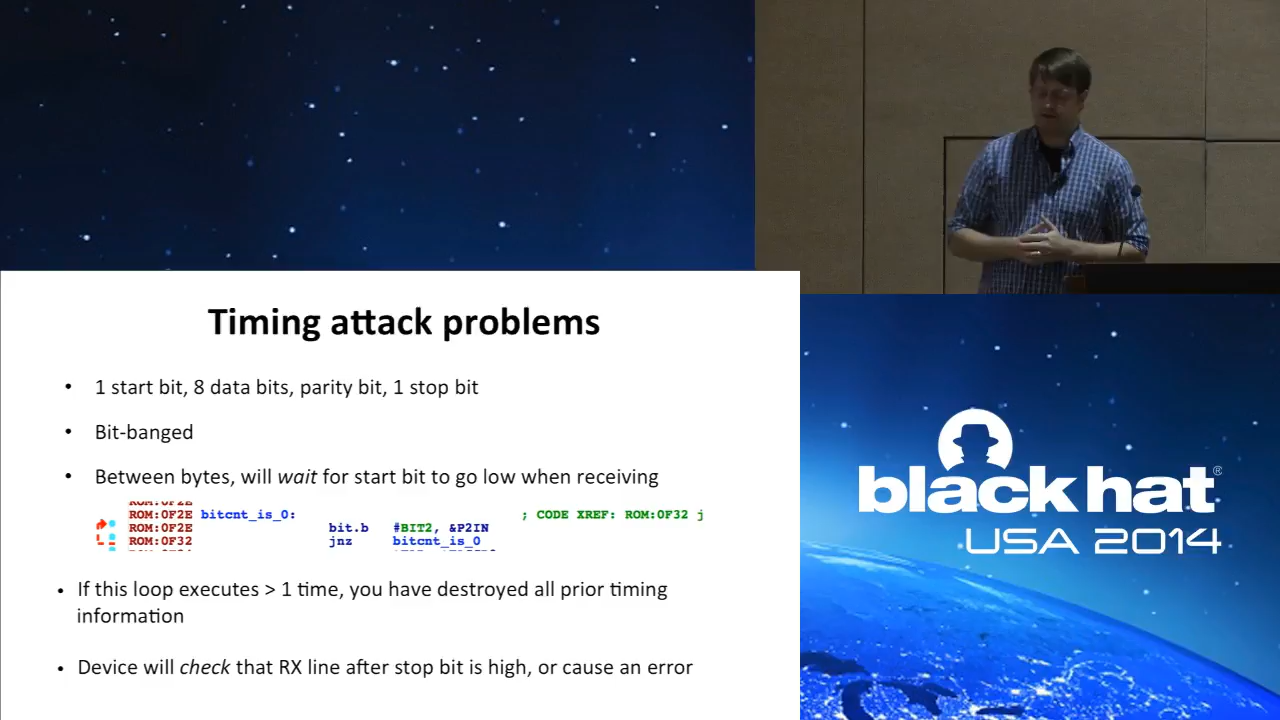 Timing attack problems
• 1 start bit, 8 data bits, parity bit, 1 stop bit
• Bit-banged
• Between bytes, will wait for start bit to go low when receiving
ROM:0F2E bitcnt_is_0: ; CODE XREF: ROM:0F32 j
ROM:0F2E bit.b #BIT2, &P2IN
ROM:0F32 jnz bitcnt_is_0
• If this loop executes > 1 time, you have destroyed all prior timing
information
• Device will check that RX line after stop bit is high, or cause an error
black hat®
USA 2014